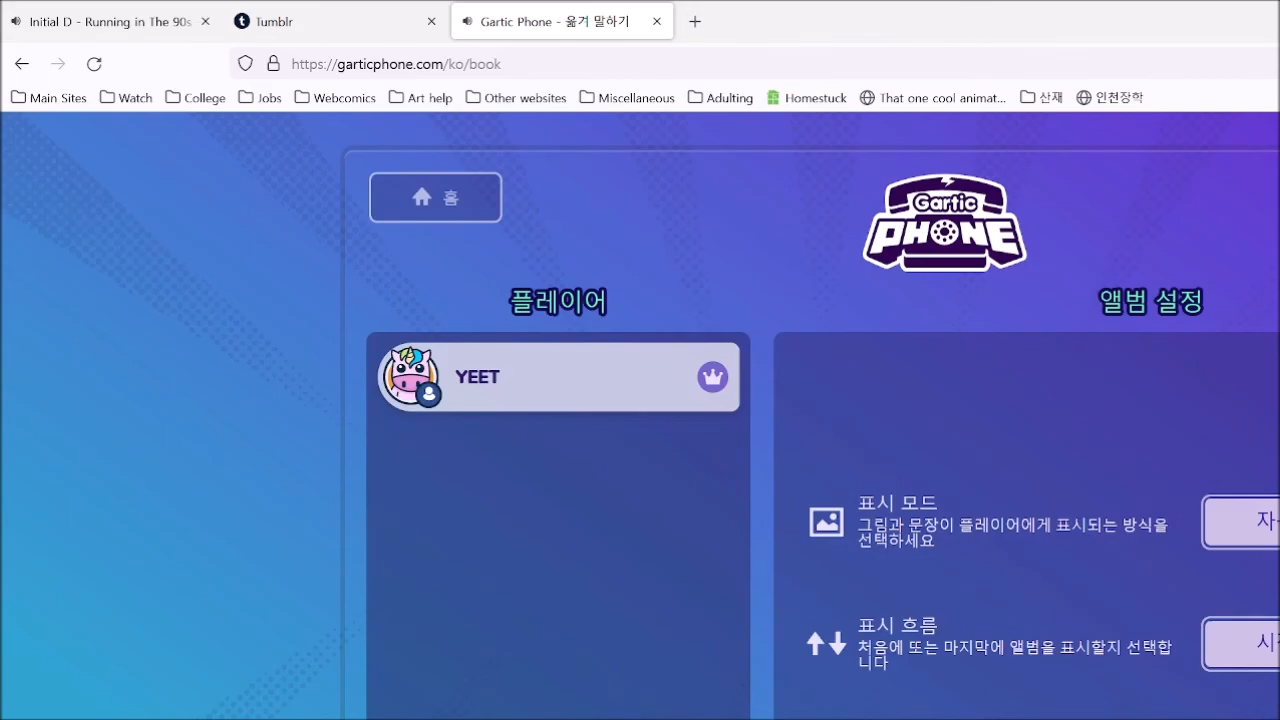 Initial D - Running in The 90s
Tumblr
Gartic Phone - 옮겨 말하기
https://garticphone.com/ko/book
Main Sites
Watch
College
Jobs
Webcomics
Art help
Other websites
Miscellaneous
Adulting
Homestuck
That one cool animat...
산재
인천장학
홈
Gartic
PHONE
플레이어
앨범 설정
YEET
표시 모드
그림과 문장이 플레이어에게 표시되는 방식을
선택하세요
표시 흐름
처음에 또는 마지막에 앨범을 표시할지 선택합
니다